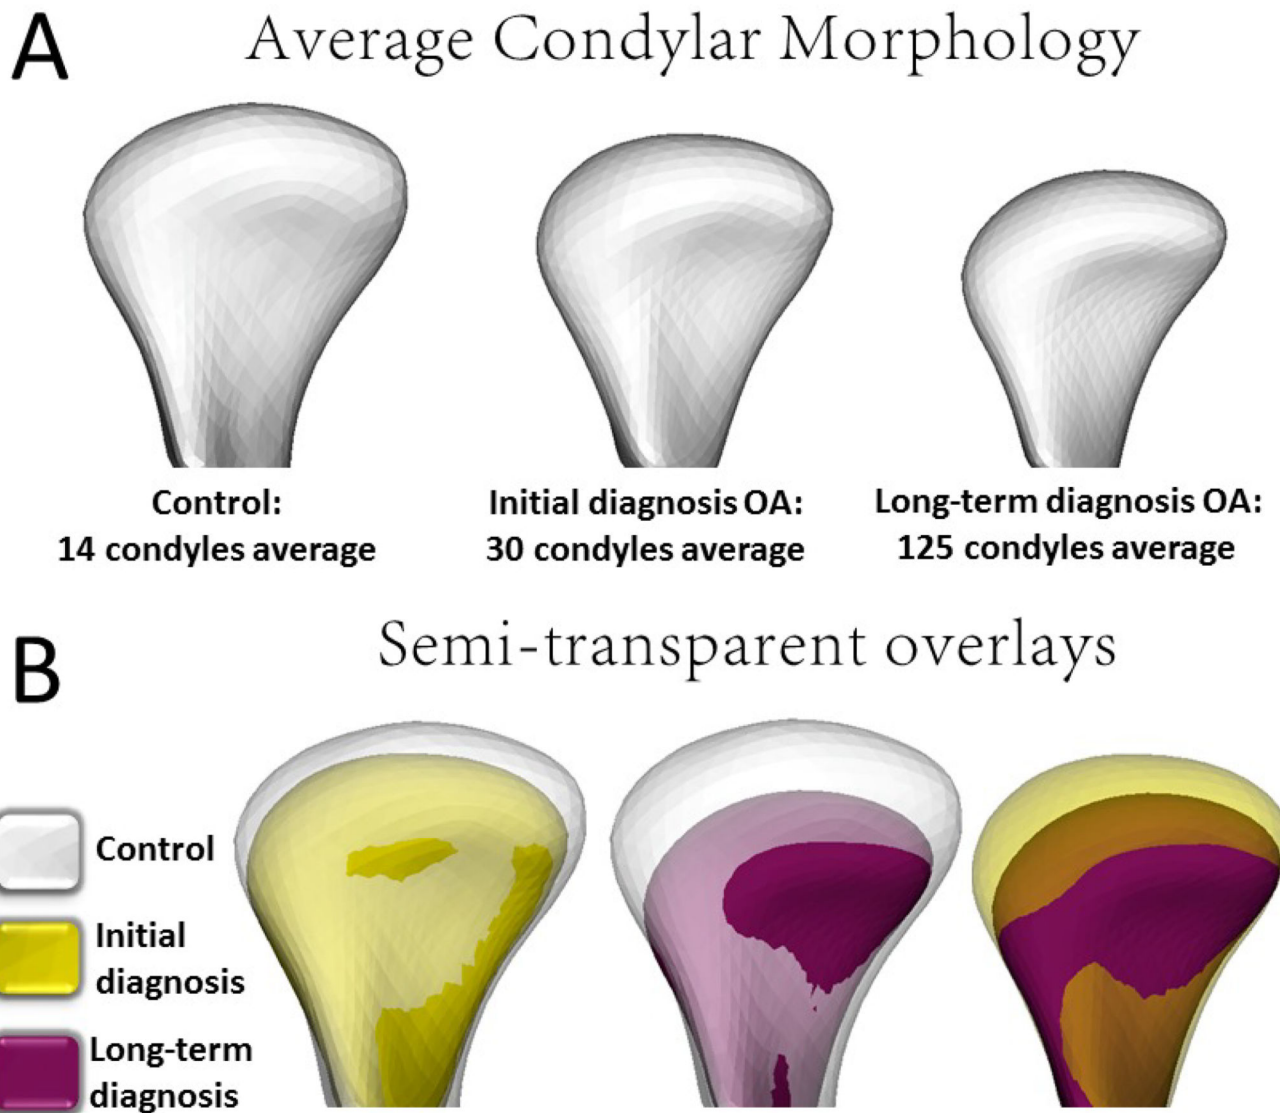 A
Average Condylar Morphology
Control:
14 condyles average
Initial diagnosis OA:
30 condyles average
Long-term diagnosis OA:
125 condyles average
B
Semi-transparent overlays
Control
Initial
diagnosis
Long-term
diagnosis